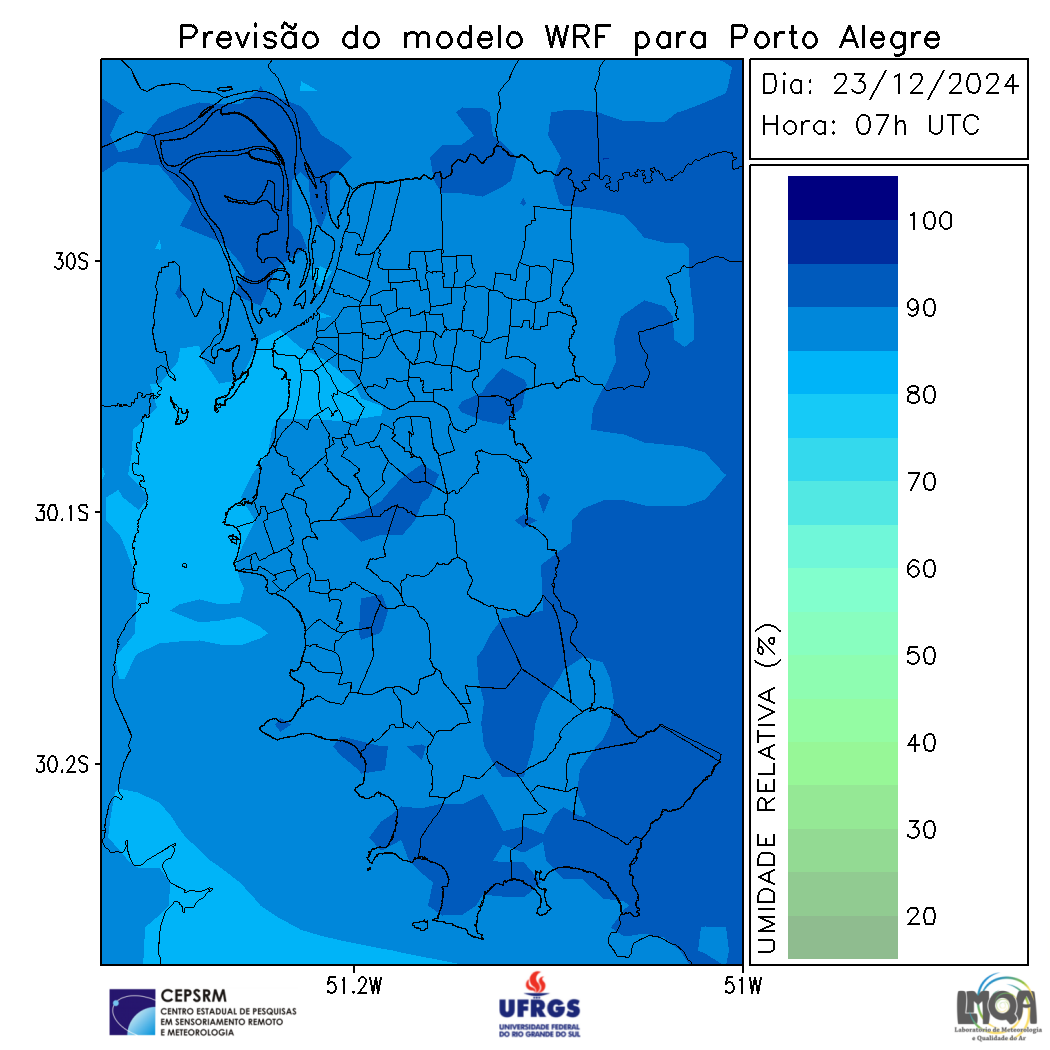 Previsão do modelo WRF para Porto Alegre
Dia: 23/12/2024
Hora: 07h UTC
100
90
80
70
60
50
40
30
20
UMIDADE RELATIVA (%)
30S
30.1S
30.2S
51.2W
51W
CEPSRM
CENTRO ESTADUAL DE PESQUISAS
EM SENSORIAMENTO REMOTO
E METEOROLOGIA
UFRGS
UNIVERSIDADE FEDERAL
DO RIO GRANDE DO SUL
LMQA
Laboratório de Meteorologia
e Qualidade do Ar